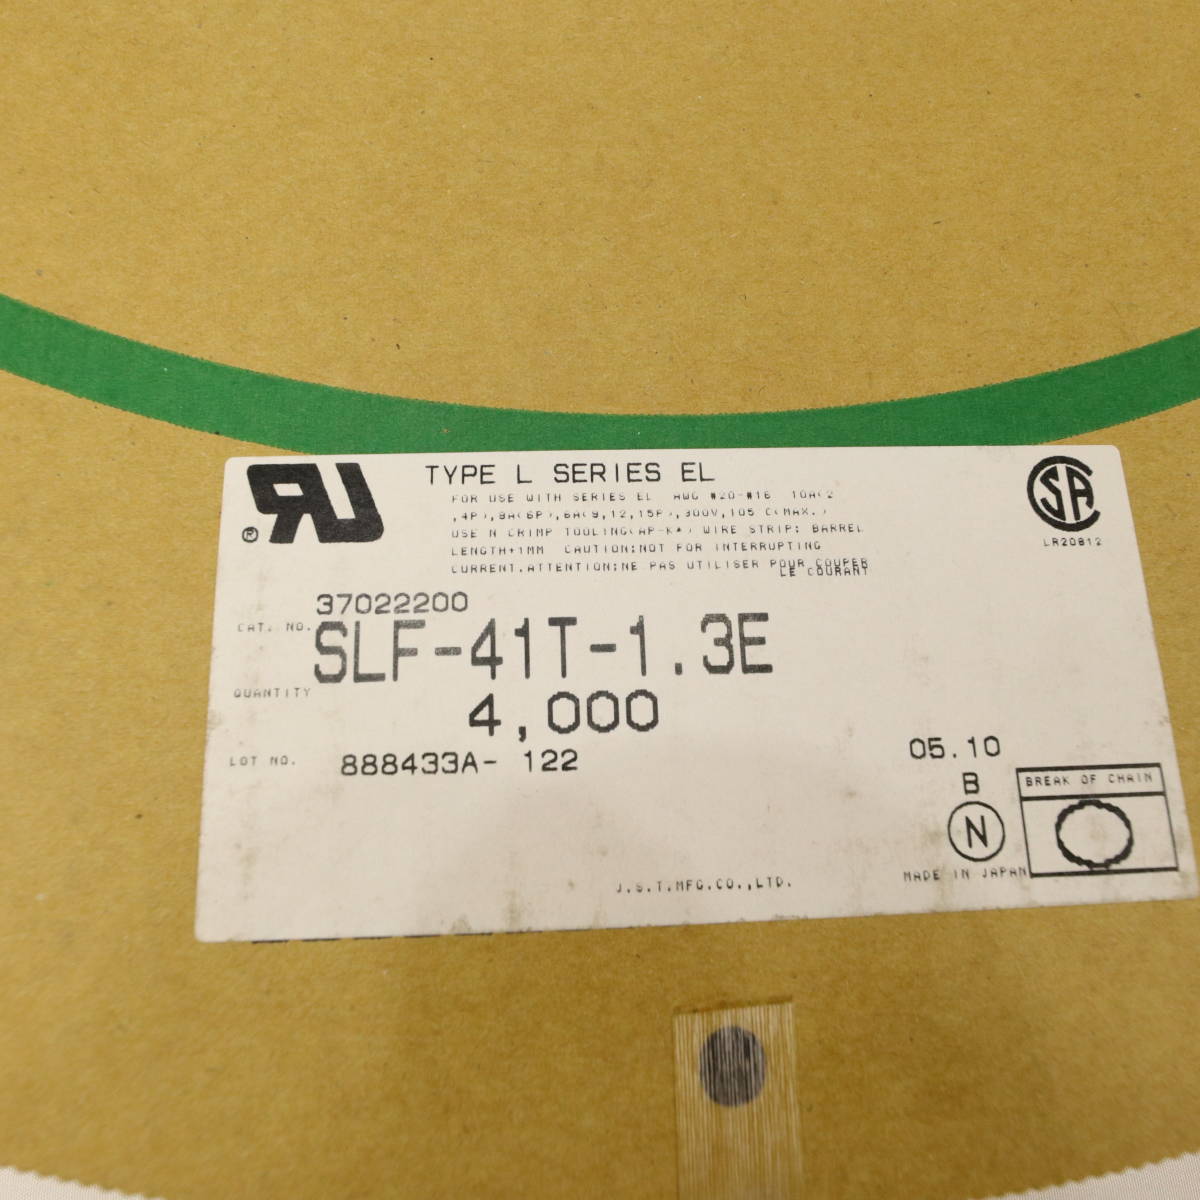 TYPE L SERIES EL
FOR USE WITH SERIES EL AWG #20-#16 10A(2
,4P),8A(6P),6A(9,12,15P),300V,105 C(MAX.)
USE N CRIMP TOOLING(AP-K*) WIRE STRIP: BARREL
LENGTH+1MM CAUTION:NOT FOR INTERRUPTING
CURRENT.ATTENTION:NE PAS UTILISER POUR COUPER
LE COURANT
LR20812
37022200
CAT. NO. SLF-41T-1.3E
QUANTITY 4,000
LOT NO. 888433A- 122
05.10
B
BREAK OF CHAIN
N
MADE IN JAPAN
J.S.T.MFG.CO.,LTD.